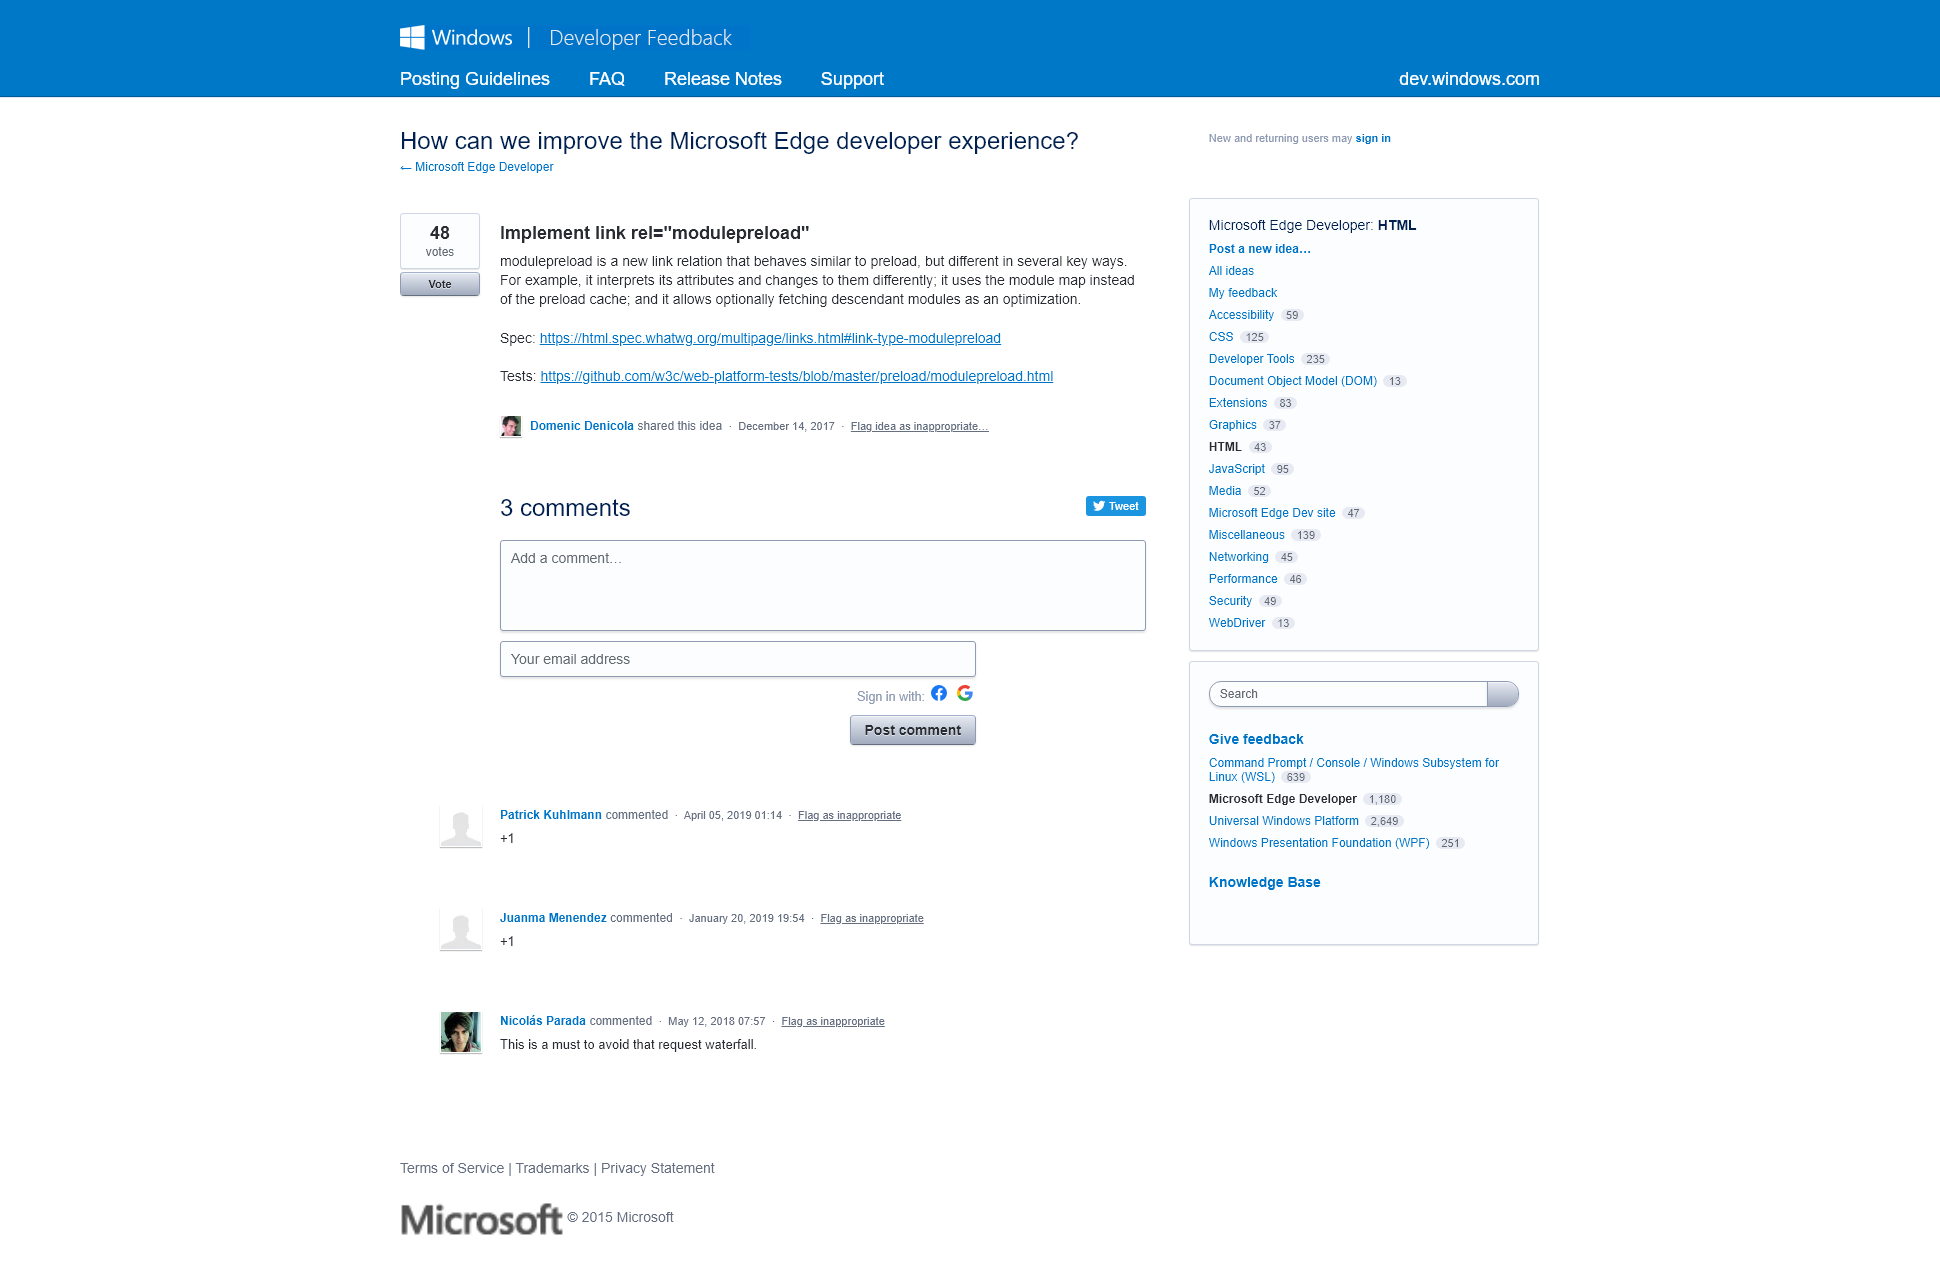 Windows | Developer Feedback
Posting Guidelines FAQ Release Notes Support dev.windows.com
How can we improve the Microsoft Edge developer experience?
← Microsoft Edge Developer
New and returning users may sign in
48
votes
Vote
Implement link rel="modulepreload"
modulepreload is a new link relation that behaves similar to preload, but different in several key ways.
For example, it interprets its attributes and changes to them differently; it uses the module map instead
of the preload cache; and it allows optionally fetching descendant modules as an optimization.
Spec: https://html.spec.whatwg.org/multipage/links.html#link-type-modulepreload
Tests: https://github.com/w3c/web-platform-tests/blob/master/preload/modulepreload.html
Domenic Denicola shared this idea · December 14, 2017 · Flag idea as inappropriate…
3 comments
Tweet
Add a comment…
Your email address
Sign in with:
Post comment
Patrick Kuhlmann commented · April 05, 2019 01:14 · Flag as inappropriate
+1
Juanma Menendez commented · January 20, 2019 19:54 · Flag as inappropriate
+1
Nicolás Parada commented · May 12, 2018 07:57 · Flag as inappropriate
This is a must to avoid that request waterfall.
Microsoft Edge Developer: HTML
Post a new idea…
All ideas
My feedback
Accessibility 59
CSS 125
Developer Tools 235
Document Object Model (DOM) 13
Extensions 83
Graphics 37
HTML 43
JavaScript 95
Media 52
Microsoft Edge Dev site 47
Miscellaneous 139
Networking 45
Performance 46
Security 49
WebDriver 13
Search
Give feedback
Command Prompt / Console / Windows Subsystem for
Linux (WSL) 639
Microsoft Edge Developer 1,180
Universal Windows Platform 2,649
Windows Presentation Foundation (WPF) 251
Knowledge Base
Terms of Service | Trademarks | Privacy Statement
Microsoft © 2015 Microsoft